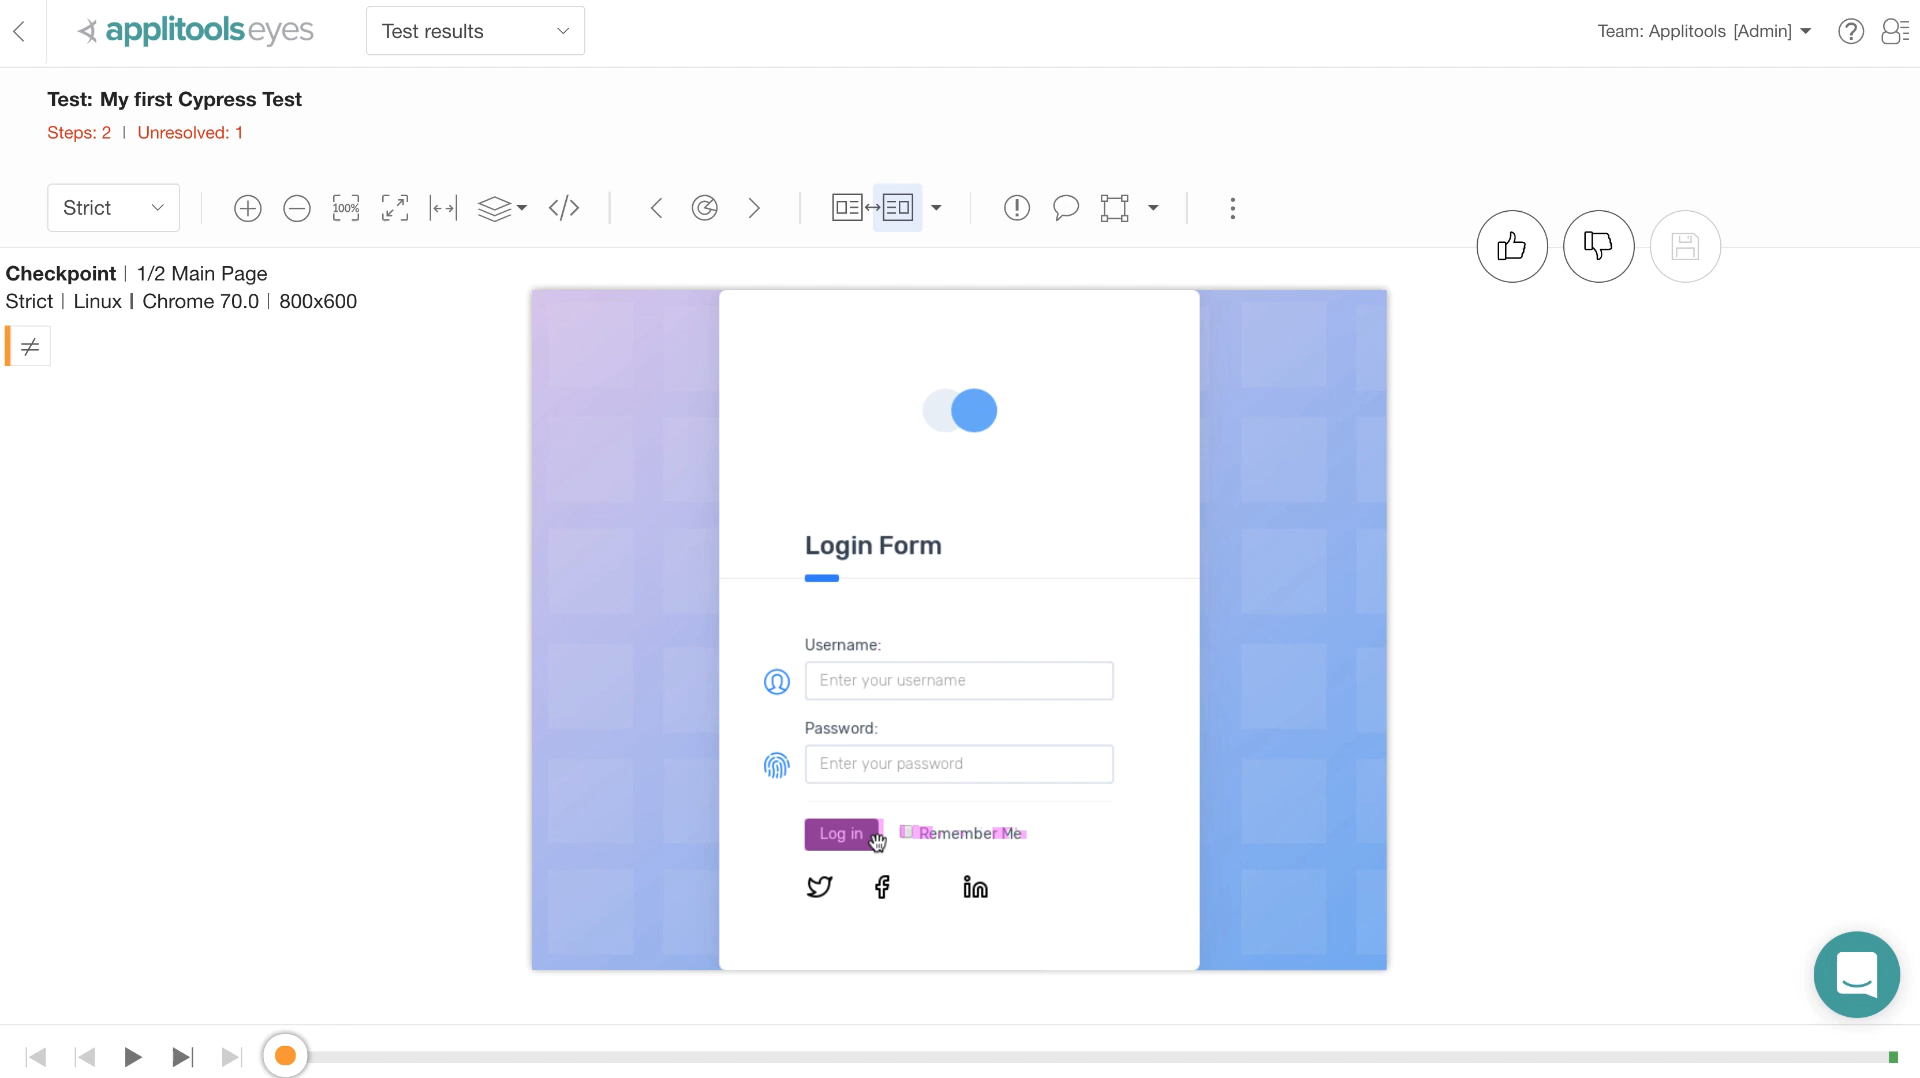 applitools eyes
Test results
Team: Applitools [Admin]
Test: My first Cypress Test
Steps: 2 | Unresolved: 1
Strict
100%
Checkpoint | 1/2 Main Page
Strict | Linux | Chrome 70.0 | 800x600
Login Form
Username:
Enter your username
Password:
Enter your password
Log in
Remember Me